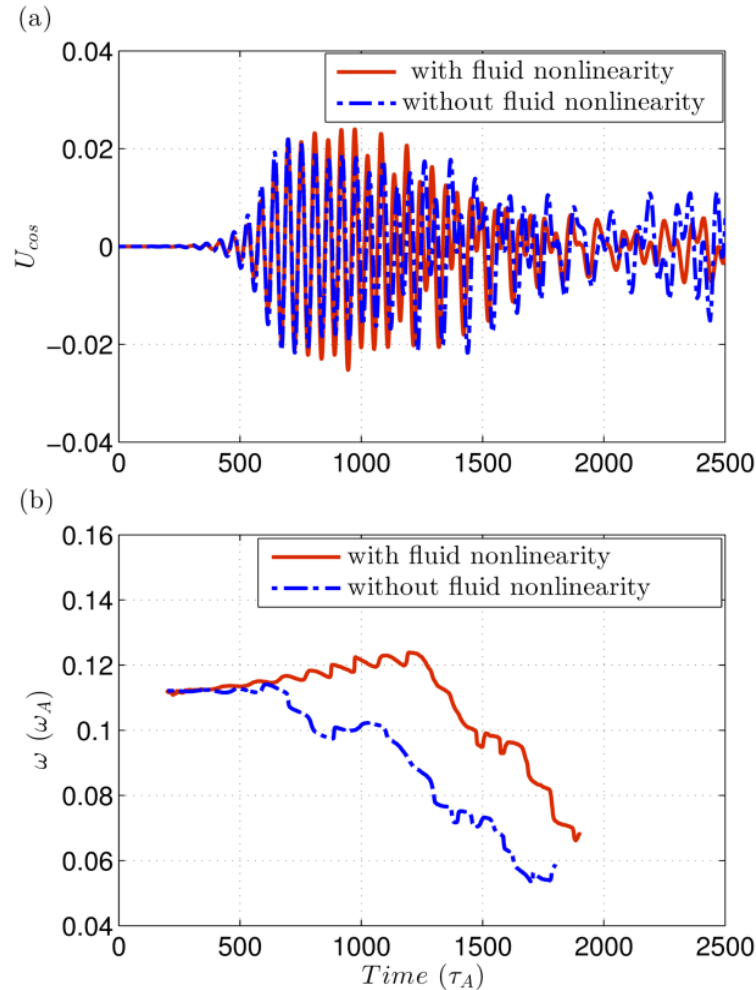 (a)
0.04
with fluid nonlinearity
without fluid nonlinearity
0.02
U_cos
0
−0.02
−0.04
0 500 1000 1500 2000 2500
(b)
0.16
with fluid nonlinearity
without fluid nonlinearity
0.14
0.12
ω (ω_A)
0.1
0.08
0.06
0.04
0 500 1000 1500 2000 2500
Time (τ_A)